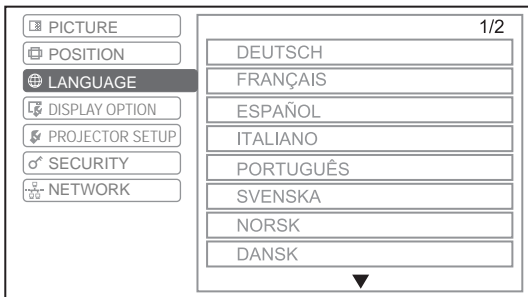 PICTURE
POSITION
LANGUAGE
DISPLAY OPTION
PROJECTOR SETUP
SECURITY
NETWORK
1/2
DEUTSCH
FRANÇAIS
ESPAÑOL
ITALIANO
PORTUGUÊS
SVENSKA
NORSK
DANSK